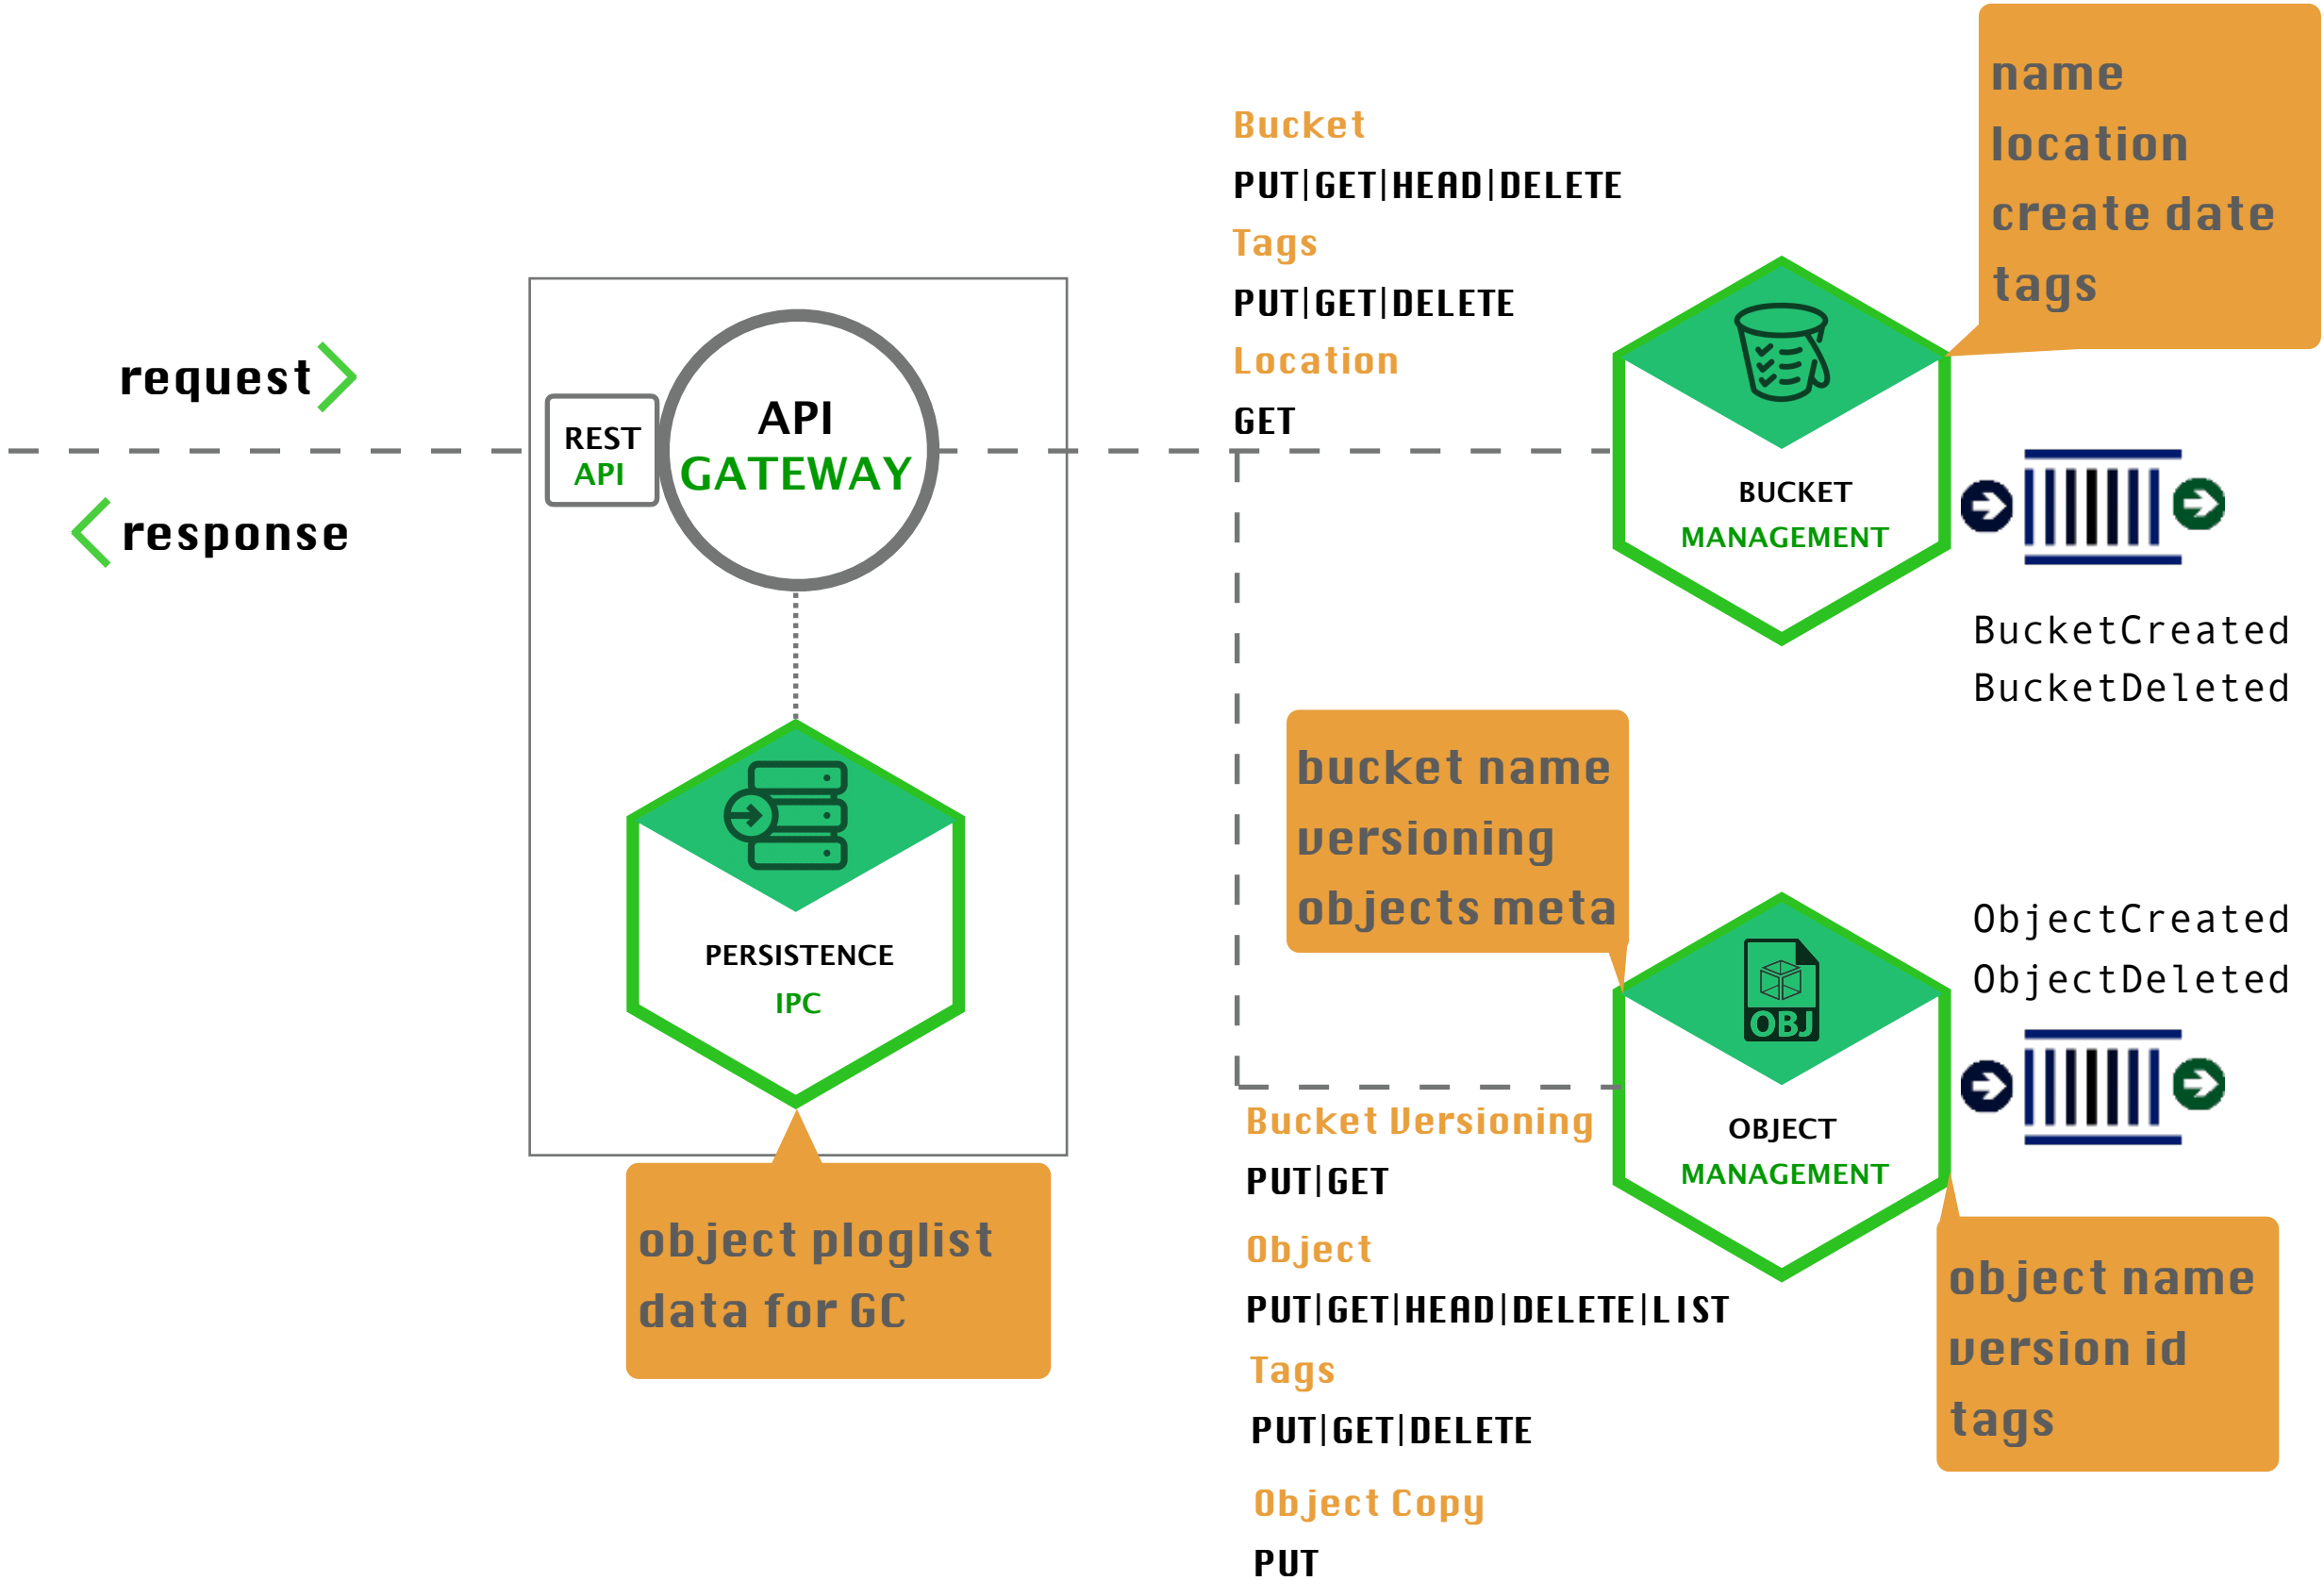 request
response
REST
API
API
GATEWAY
PERSISTENCE
IPC
object ploglist
data for GC
Bucket
PUT|GET|HEAD|DELETE
Tags
PUT|GET|DELETE
Location
GET
name
location
create date
tags
BUCKET
MANAGEMENT
BucketCreated
BucketDeleted
bucket name
versioning
objects meta
ObjectCreated
ObjectDeleted
OBJ
OBJECT
MANAGEMENT
Bucket Versioning
PUT|GET
Object
PUT|GET|HEAD|DELETE|LIST
Tags
PUT|GET|DELETE
Object Copy
PUT
object name
version id
tags